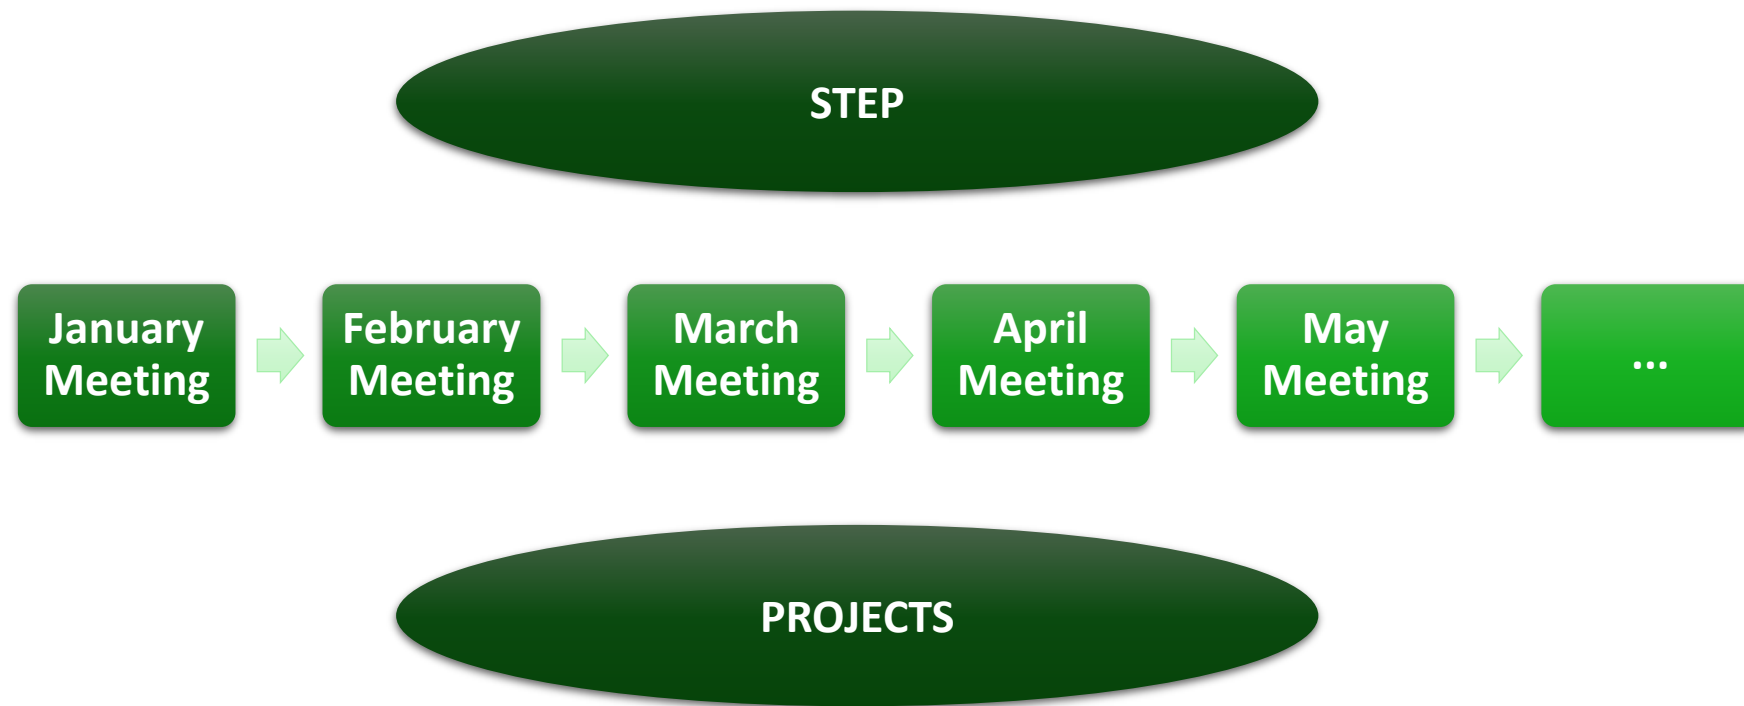 STEP
January
Meeting
February
Meeting
March
Meeting
April
Meeting
May
Meeting
...
PROJECTS